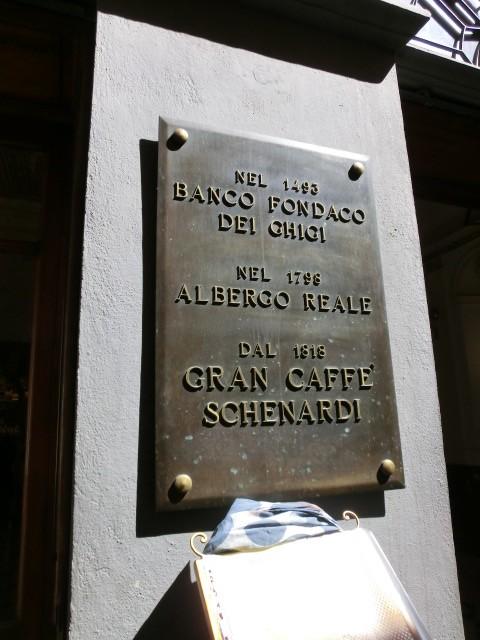 NEL 1493
BANCO FONDACO
DEI CHIGI
NEL 1798
ALBERGO REALE
DAL 1818
GRAN CAFFE'
SCHENARDI